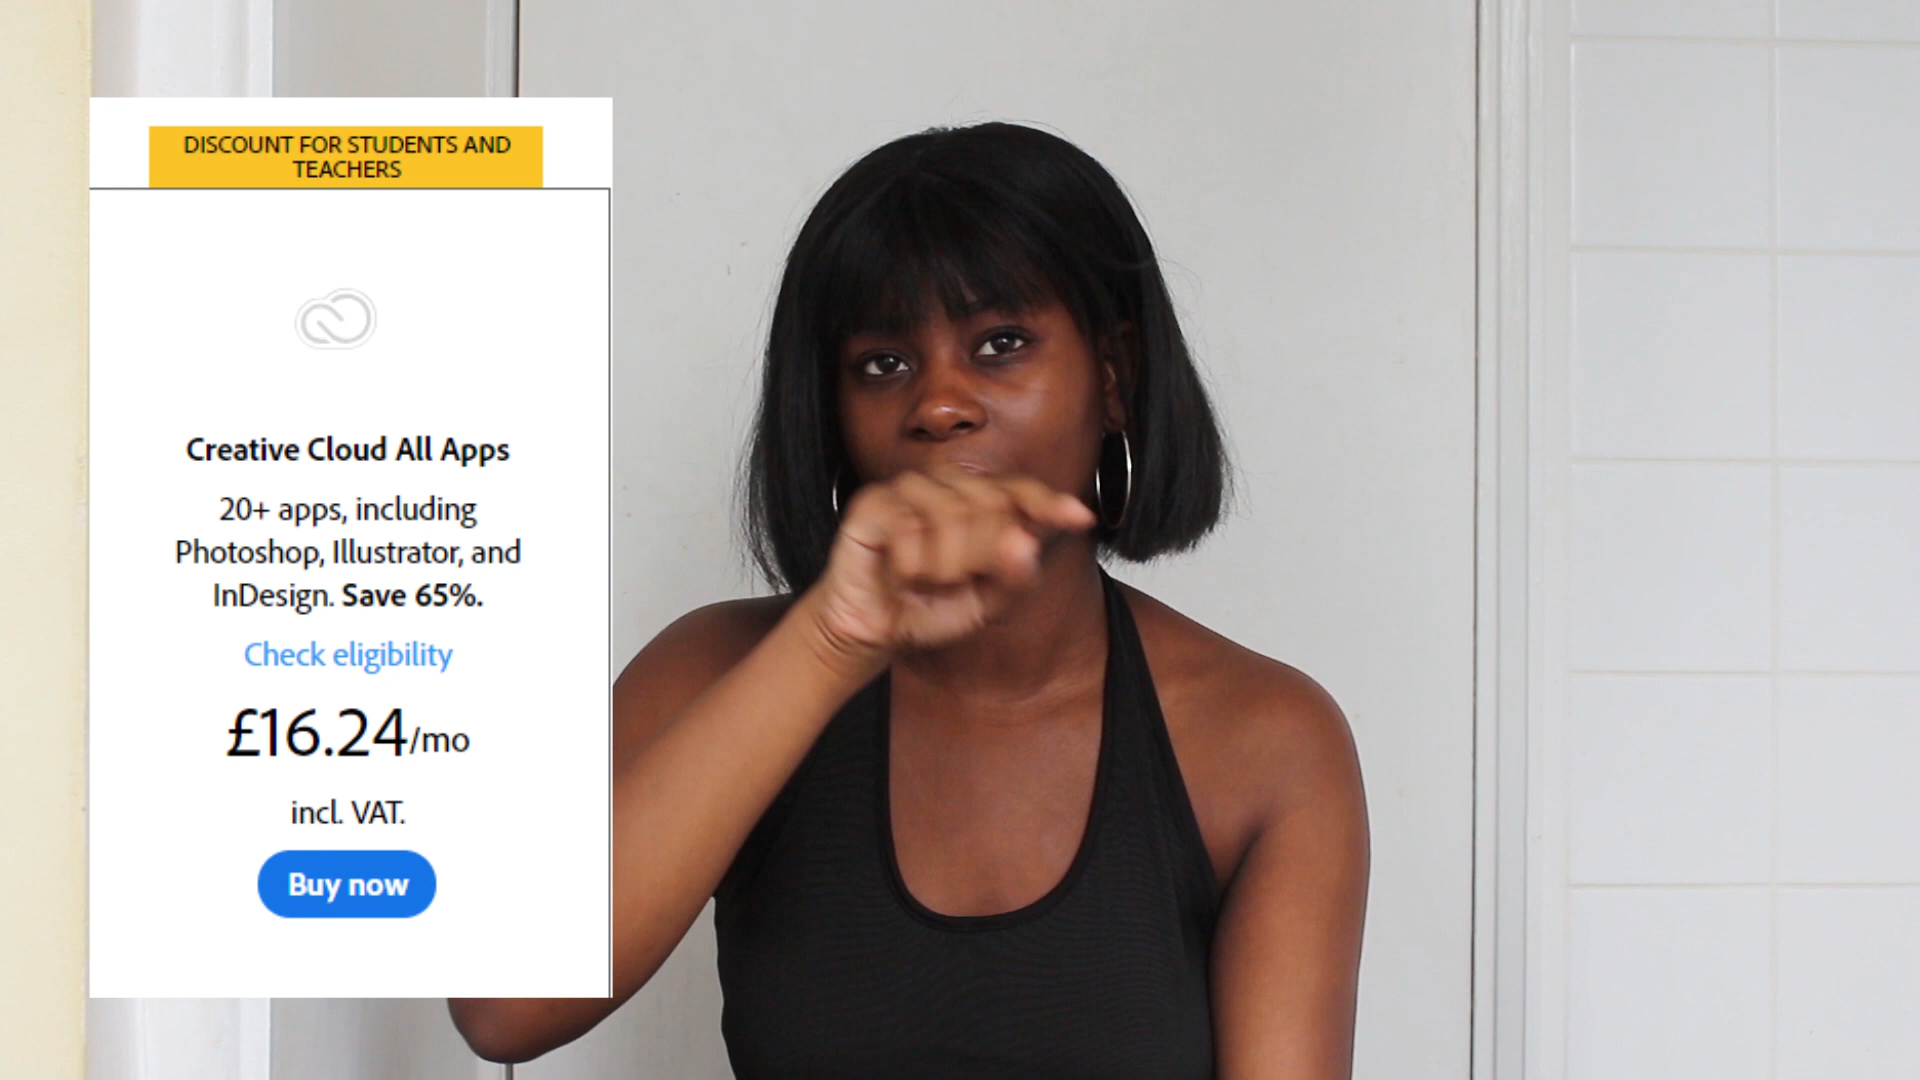 DISCOUNT FOR STUDENTS AND
TEACHERS
Creative Cloud All Apps
20+ apps, including
Photoshop, Illustrator, and
InDesign. Save 65%.
Check eligibility
£16.24/mo
incl. VAT.
Buy now